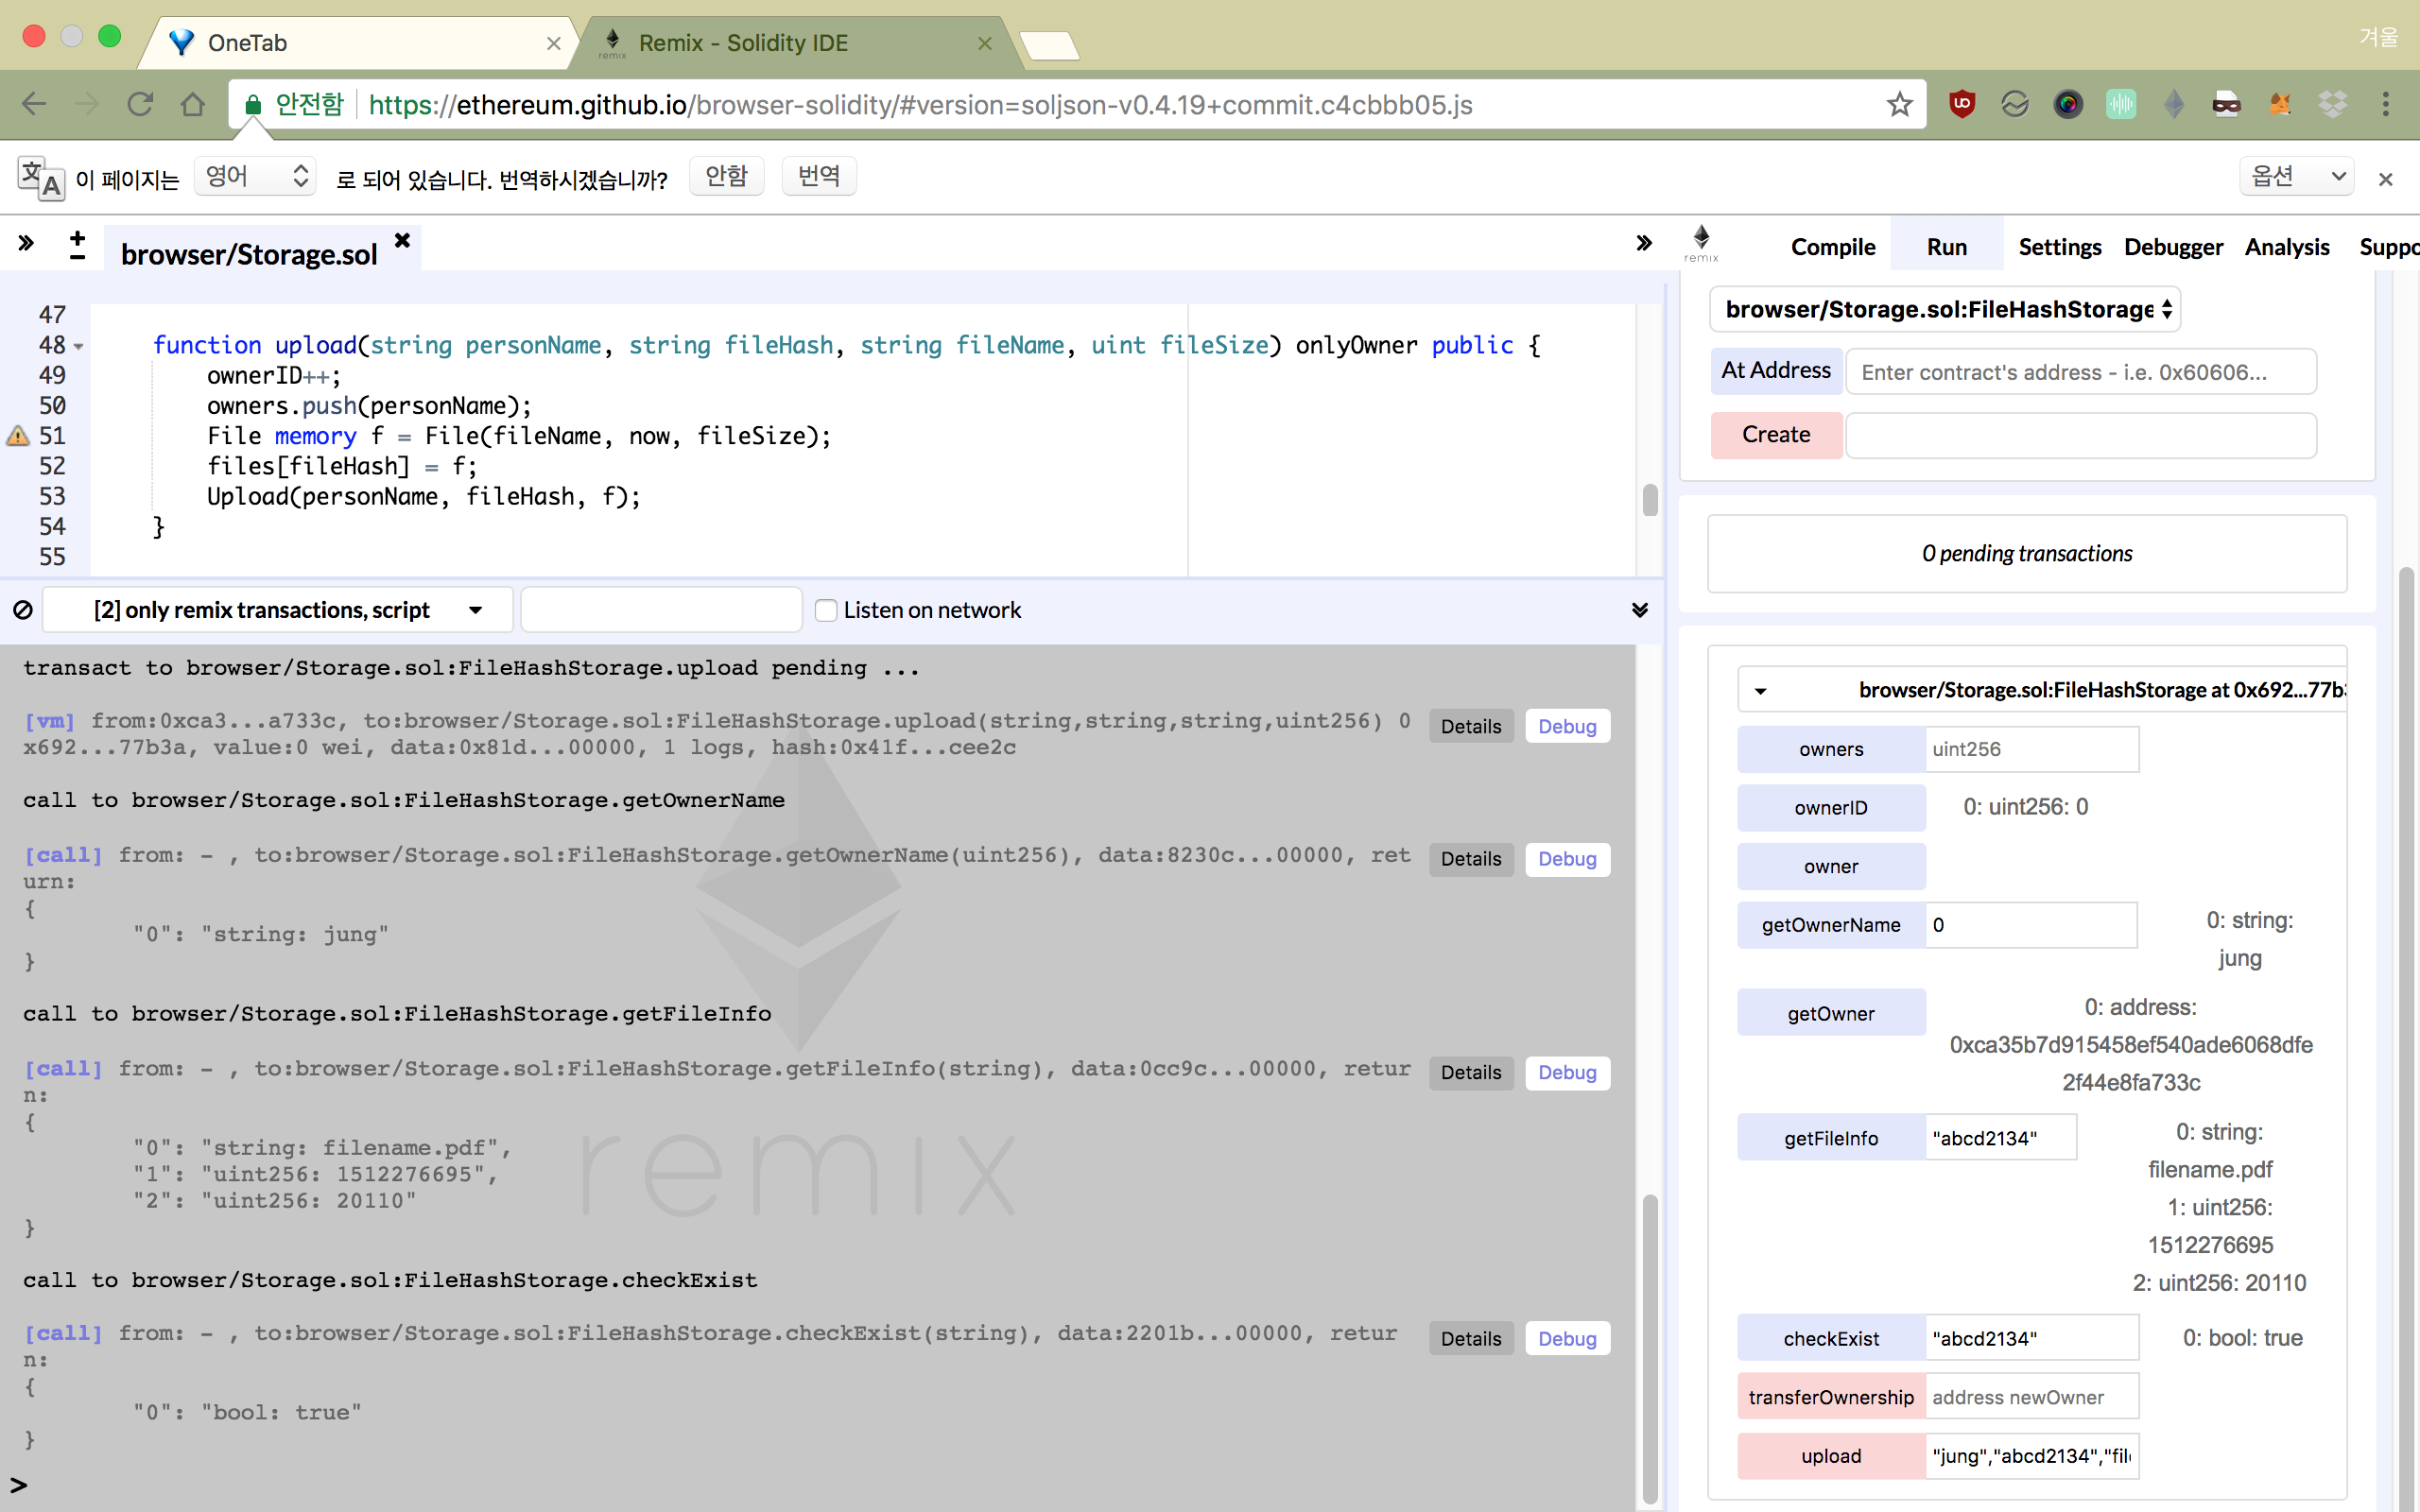 OneTab
remix
Remix - Solidity IDE
겨울
안전함
https://ethereum.github.io/browser-solidity/#version=soljson-v0.4.19+commit.c4cbbb05.js
이 페이지는 영어 로 되어 있습니다. 번역하시겠습니까? 안함 번역 옵션
browser/Storage.sol
remix
Compile Run Settings Debugger Analysis Suppo
47
48 function upload(string personName, string fileHash, string fileName, uint fileSize) onlyOwner public {
49 ownerID++;
50 owners.push(personName);
51 File memory f = File(fileName, now, fileSize);
52 files[fileHash] = f;
53 Upload(personName, fileHash, f);
54 }
55
[2] only remix transactions, script
Listen on network
transact to browser/Storage.sol:FileHashStorage.upload pending ...
[vm] from:0xca3...a733c, to:browser/Storage.sol:FileHashStorage.upload(string,string,string,uint256) 0
x692...77b3a, value:0 wei, data:0x81d...00000, 1 logs, hash:0x41f...cee2c
Details Debug
call to browser/Storage.sol:FileHashStorage.getOwnerName
[call] from: - , to:browser/Storage.sol:FileHashStorage.getOwnerName(uint256), data:8230c...00000, ret
urn:
Details Debug
{
"0": "string: jung"
}
call to browser/Storage.sol:FileHashStorage.getFileInfo
[call] from: - , to:browser/Storage.sol:FileHashStorage.getFileInfo(string), data:0cc9c...00000, retur
n:
Details Debug
{
"0": "string: filename.pdf",
"1": "uint256: 1512276695",
"2": "uint256: 20110"
}
remix
call to browser/Storage.sol:FileHashStorage.checkExist
[call] from: - , to:browser/Storage.sol:FileHashStorage.checkExist(string), data:2201b...00000, retur
n:
Details Debug
{
"0": "bool: true"
}
>
browser/Storage.sol:FileHashStorage
At Address Enter contract's address - i.e. 0x60606...
Create
0 pending transactions
browser/Storage.sol:FileHashStorage at 0x692...77b3
owners uint256
ownerID 0: uint256: 0
owner
getOwnerName 0 0: string:
jung
getOwner 0: address:
0xca35b7d915458ef540ade6068dfe
2f44e8fa733c
getFileInfo "abcd2134" 0: string:
filename.pdf
1: uint256:
1512276695
2: uint256: 20110
checkExist "abcd2134" 0: bool: true
transferOwnership address newOwner
upload "jung","abcd2134","fil